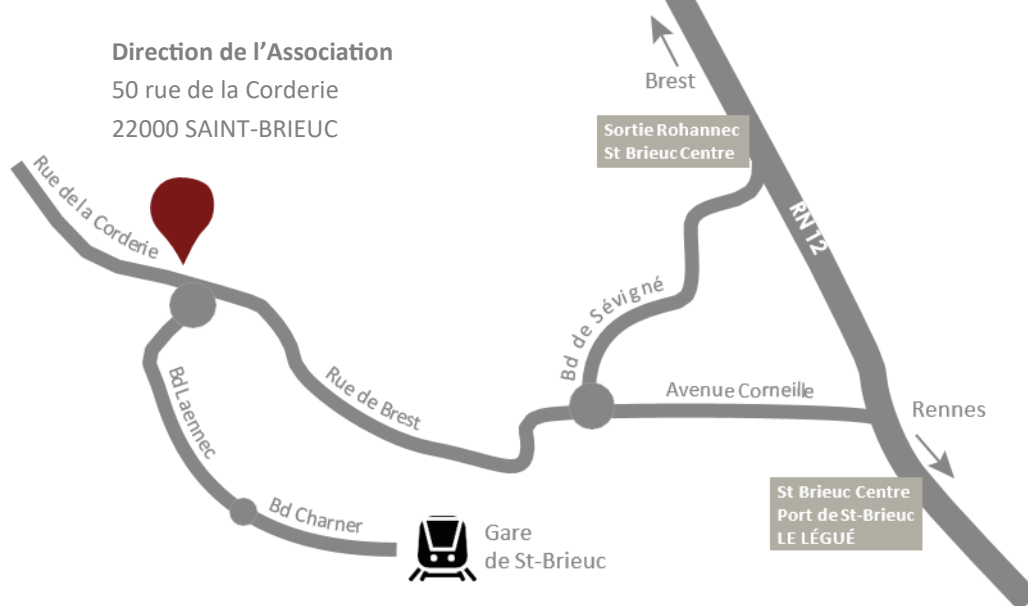 Direction de l’Association
50 rue de la Corderie
22000 SAINT-BRIEUC
Brest
Sortie Rohannec
St Brieuc Centre
Rue de la Corderie
RN 12
Bd de Sévigné
Bd Laennec
Rue de Brest
Avenue Corneille
Rennes
St Brieuc Centre
Port de St-Brieuc
LE LÉGUÉ
Bd Charner
Gare
de St-Brieuc